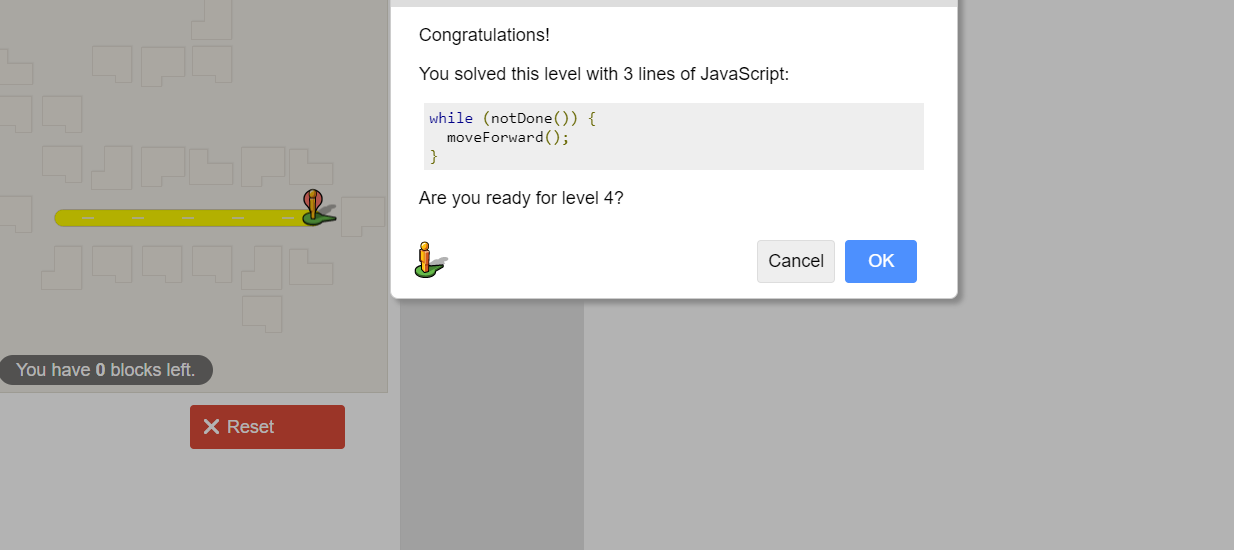 Congratulations!
You solved this level with 3 lines of JavaScript:
while (notDone()) {
  moveForward();
}
Are you ready for level 4?
Cancel
OK
You have 0 blocks left.
Reset